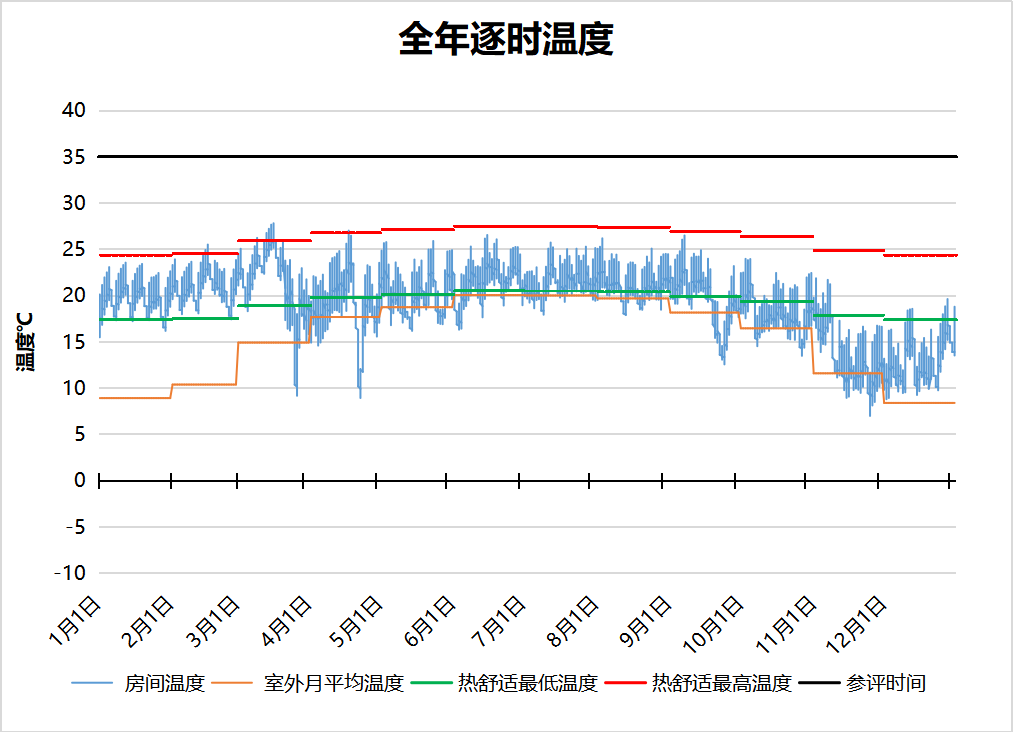 全年逐时温度
40
35
30
25
20
15
10
5
0
-5
-10
温度℃
1月1日
2月1日
3月1日
4月1日
5月1日
6月1日
7月1日
8月1日
9月1日
10月1日
11月1日
12月1日
房间温度 室外月平均温度 热舒适最低温度 热舒适最高温度 参评时间